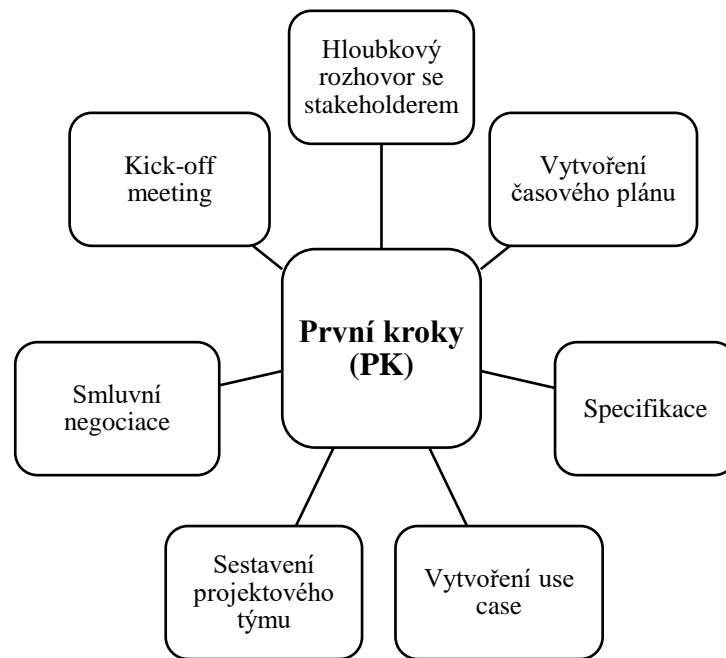 Hloubkový
rozhovor se
stakeholderem
Kick-off
meeting
Vytvoření
časového plánu
První kroky
(PK)
Smluvní
negociace
Specifikace
Sestavení
projektového
týmu
Vytvoření use
case